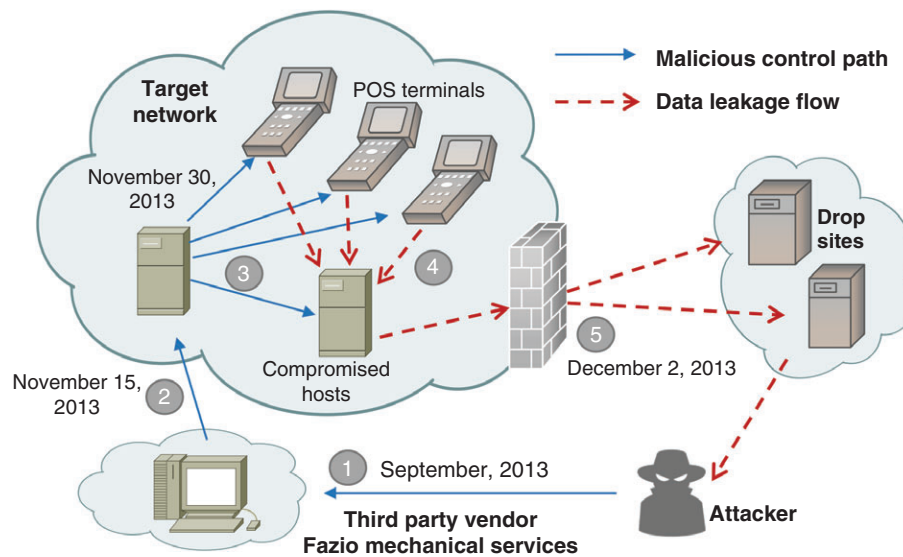 Malicious control path
Data leakage flow
Target
network
POS terminals
November 30,
2013
3
4
Compromised
hosts
Drop
sites
5
December 2, 2013
November 15,
2013
2
1
September, 2013
Third party vendor
Fazio mechanical services
Attacker